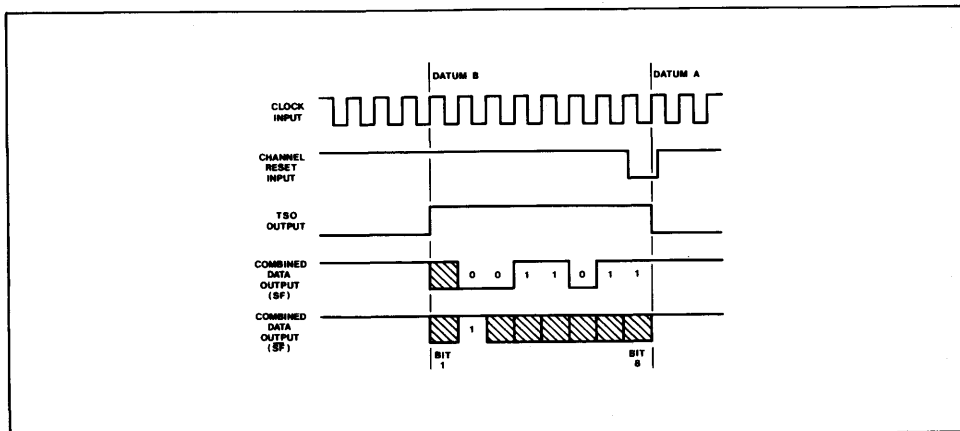 DATUM B
DATUM A
CLOCK
INPUT
CHANNEL
RESET
INPUT
TSO
OUTPUT
COMBINED
DATA
OUTPUT
(SF)
0 0 1 1 0 1 1
COMBINED
DATA
OUTPUT
(S̅F̅)
1
BIT
1
BIT
8